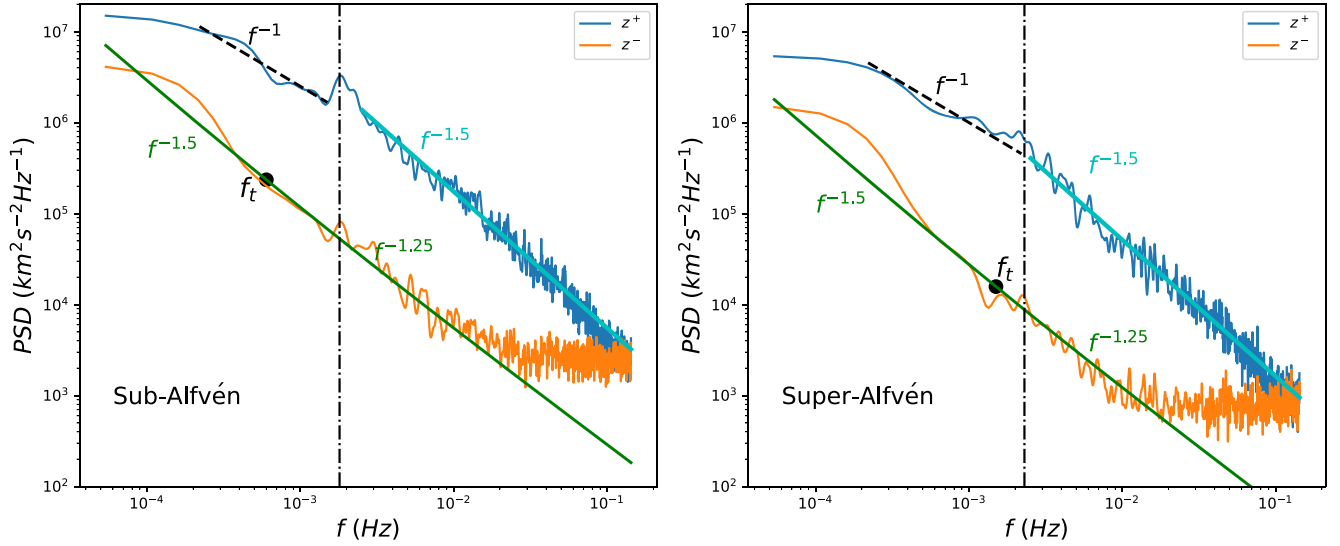 z⁺
z⁻
f⁻¹
f⁻¹·⁵
f⁻¹·⁵
f_t
f⁻¹·²⁵
Sub-Alfvén
PSD (km²s⁻²Hz⁻¹)
10⁷
10⁶
10⁵
10⁴
10³
10²
10⁻⁴
10⁻³
10⁻²
10⁻¹
f (Hz)
z⁺
z⁻
f⁻¹
f⁻¹·⁵
f⁻¹·⁵
f_t
f⁻¹·²⁵
Super-Alfvén
PSD (km²s⁻²Hz⁻¹)
10⁷
10⁶
10⁵
10⁴
10³
10²
10⁻⁴
10⁻³
10⁻²
10⁻¹
f (Hz)